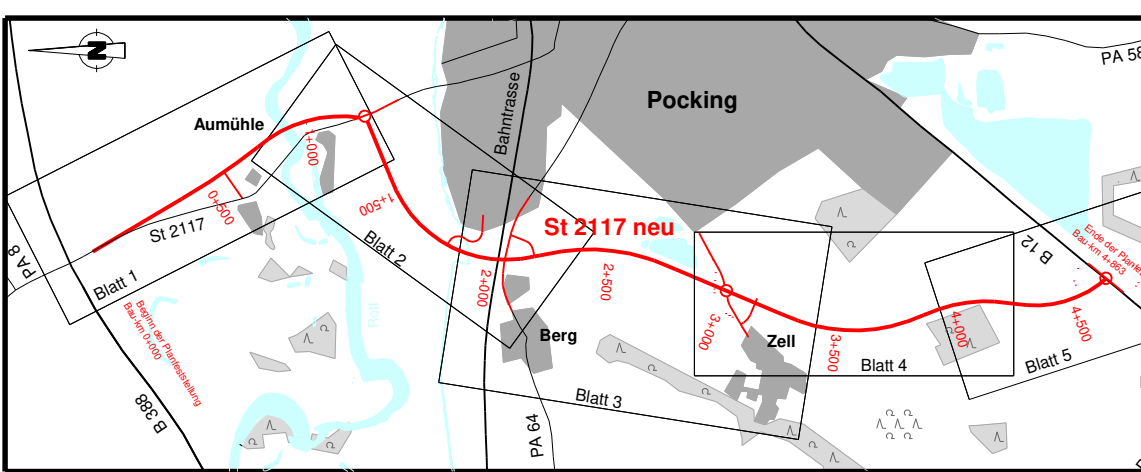 N
Aumühle
1+000
0+500
St 2117
PA 8
Blatt 1
Beginn der Planfeststellung
Bau-km 0+000
B 388
1+500
Blatt 2
Rott
Bahntrasse
Pocking
St 2117 neu
2+000
2+500
Berg
PA 64
Blatt 3
3+000
Zell
3+500
Blatt 4
4+000
Blatt 5
4+500
B 12
Ende der Planfes
Bau-km 4+863
PA 58